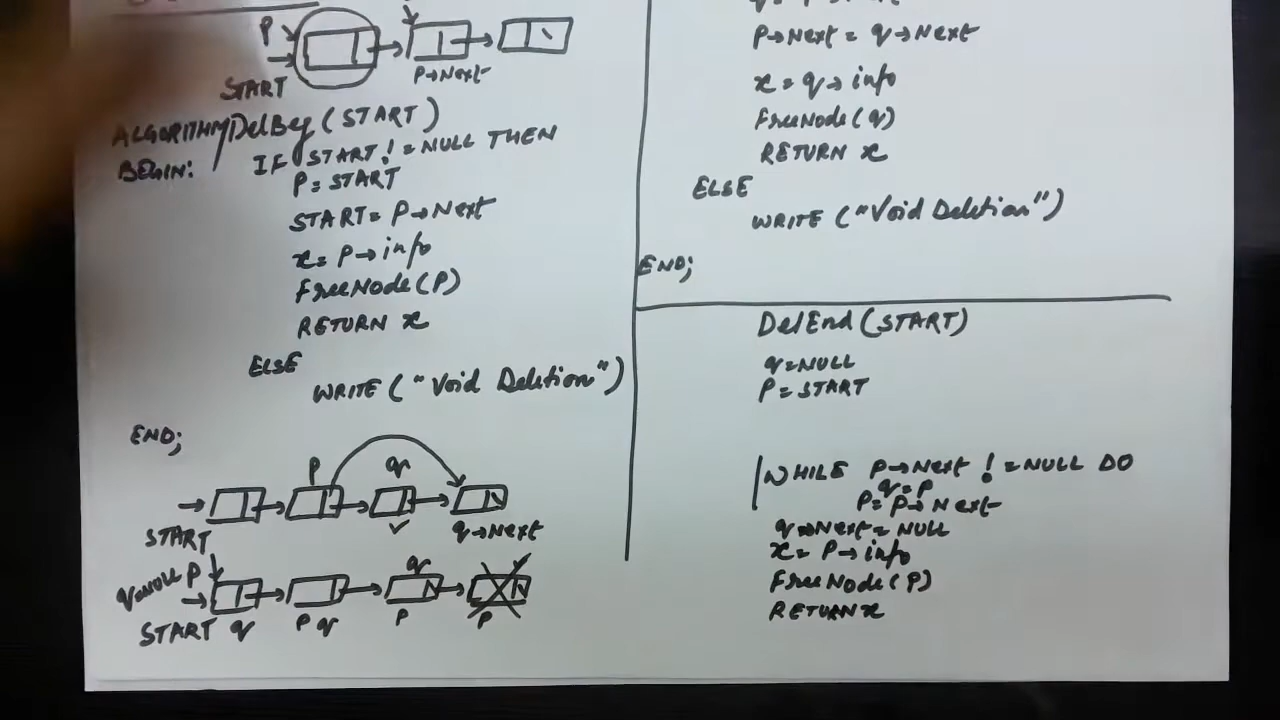 P
START
P→Next
ALGORITHM DelBeg (START)
BEGIN:
IF START != NULL THEN
P = START
START = P→Next
x = P→info
FreeNode(P)
RETURN x
ELSE
WRITE ("Void Deletion")
END;
P
q
START
q→Next
q=NULL P
q
START q
P q
P
P
P→Next = q→Next
x = q→info
FreeNode(q)
RETURN x
ELSE
WRITE ("Void Deletion")
END;
DelEnd (START)
q=NULL
P = START
WHILE P→Next != NULL DO
q=P
P = P→Next
q→Next = NULL
x = P→info
FreeNode(P)
RETURN x